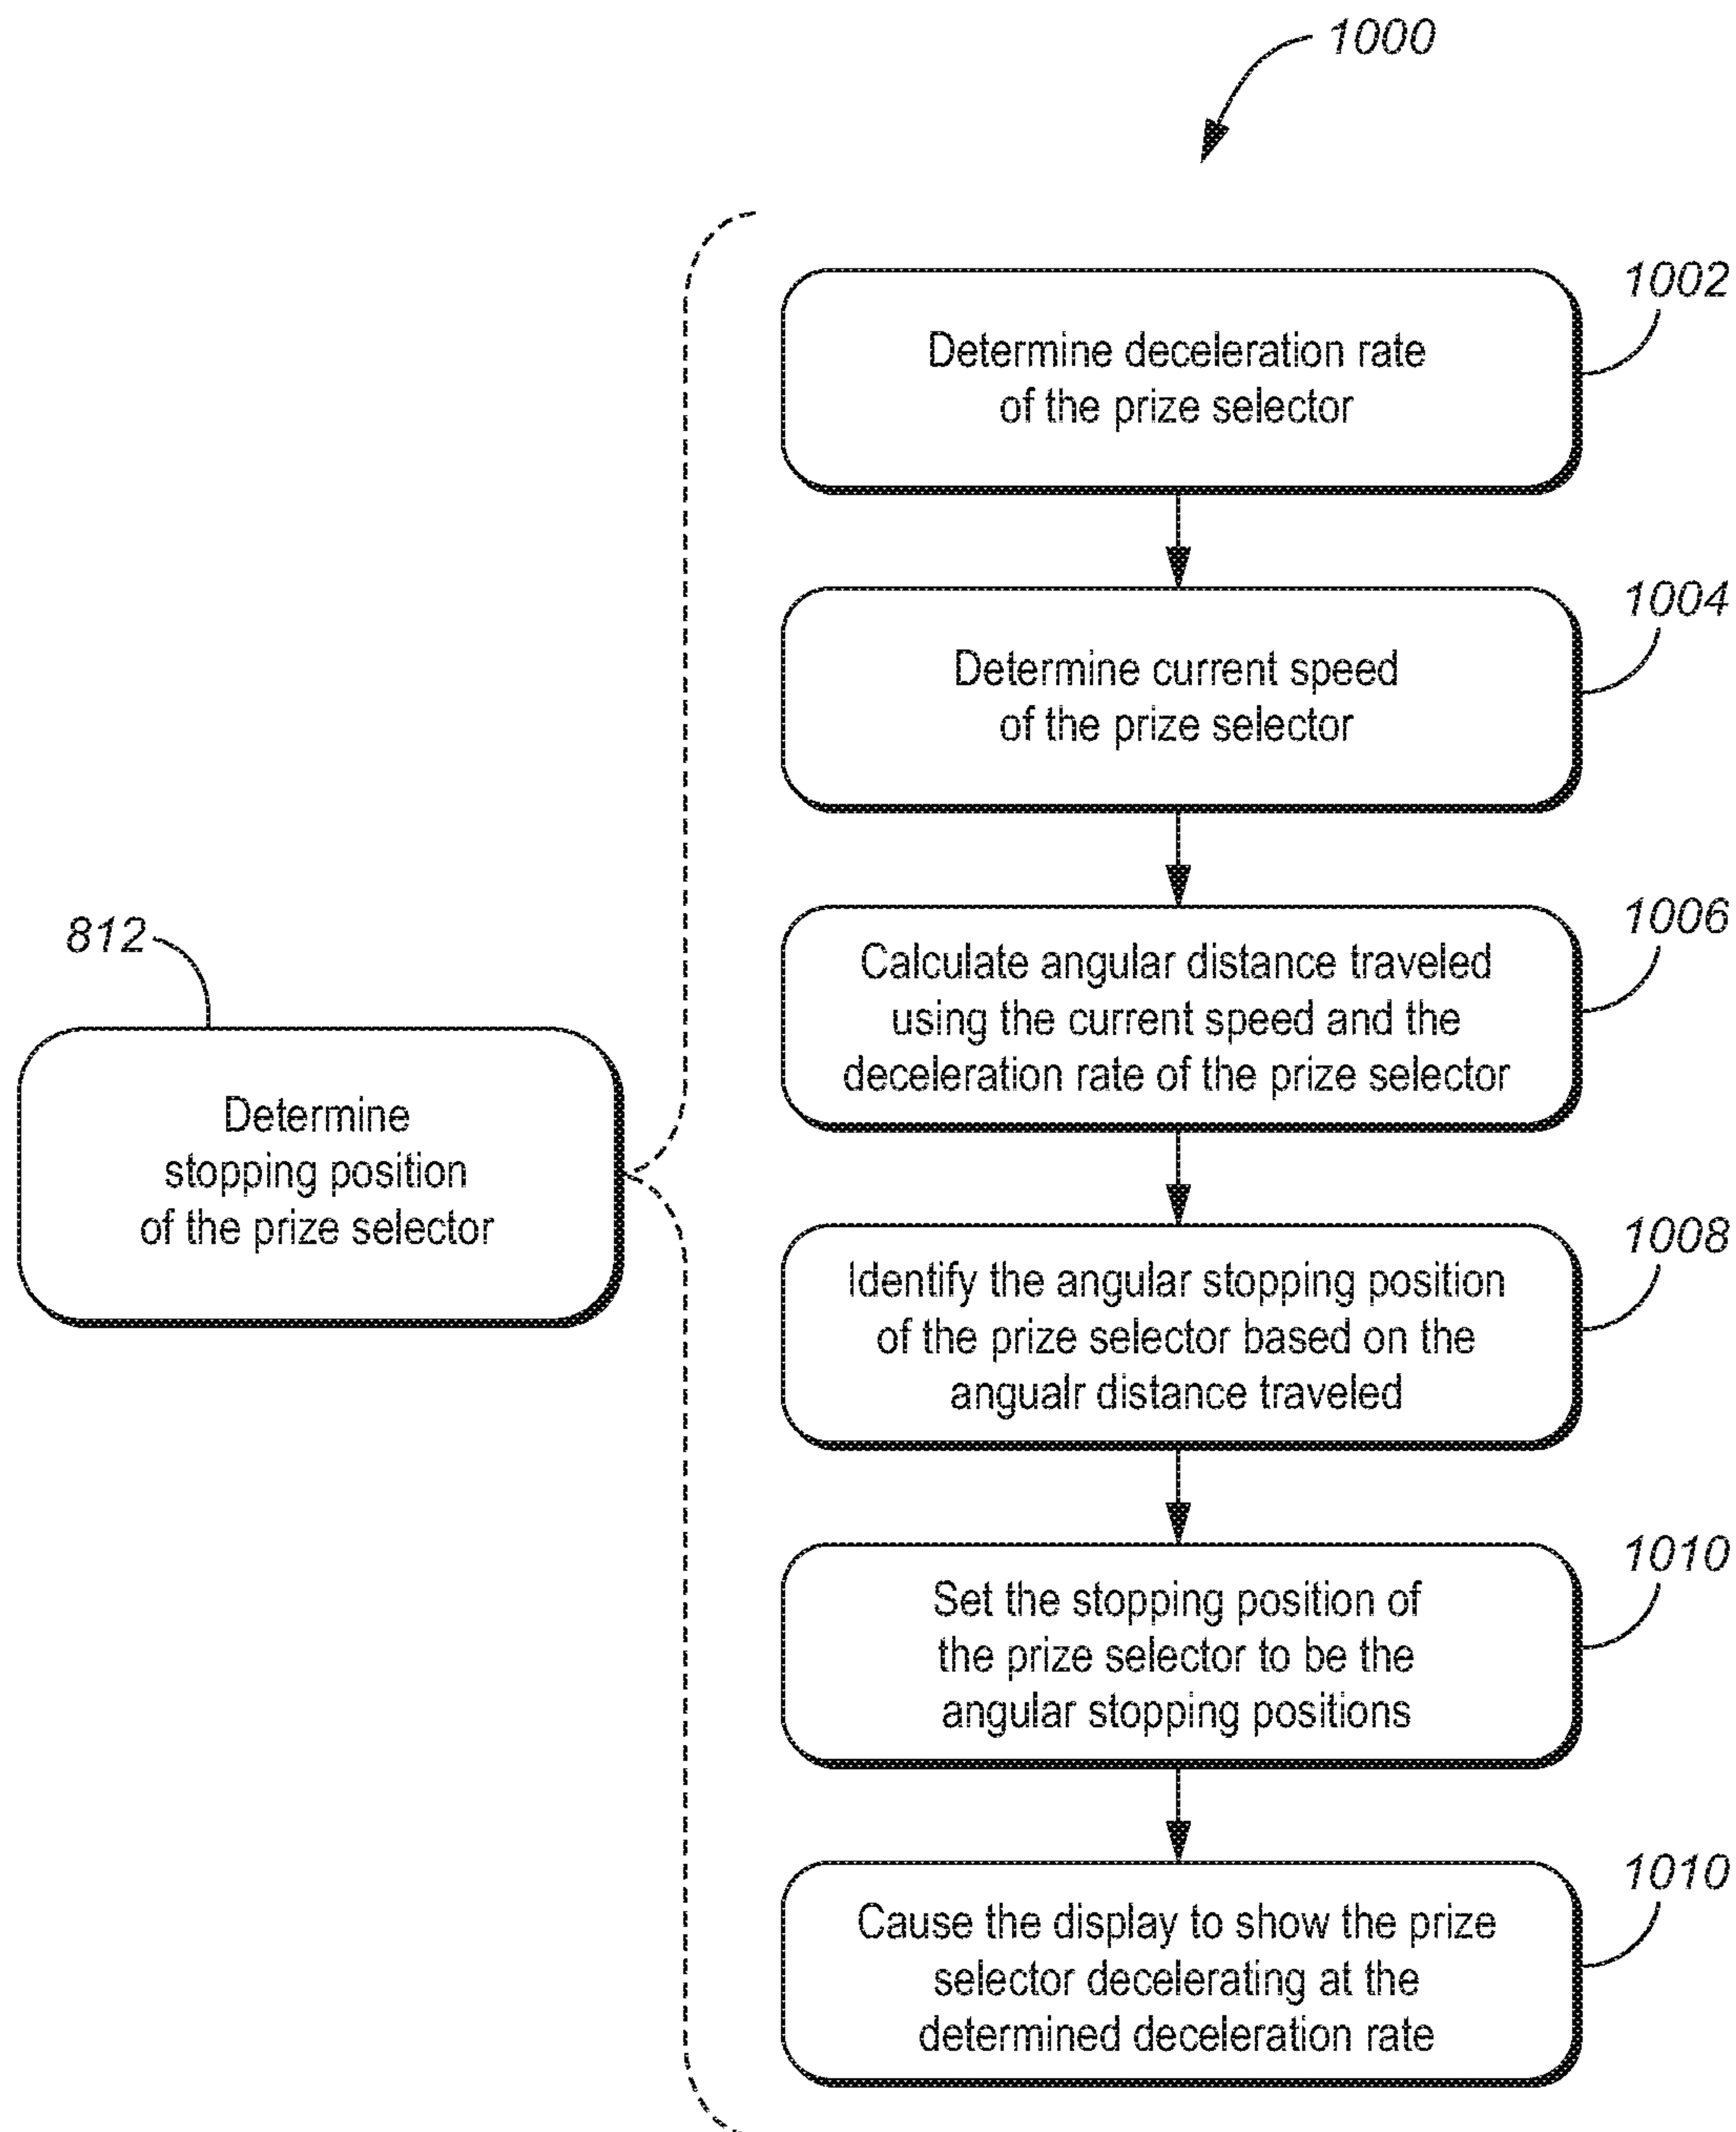 1000
1002
Determine deceleration rate
of the prize selector
1004
Determine current speed
of the prize selector
1006
Calculate angular distance traveled
using the current speed and the
deceleration rate of the prize selector
812
Determine
stopping position
of the prize selector
1008
Identify the angular stopping position
of the prize selector based on the
angualr distance traveled
1010
Set the stopping position of
the prize selector to be the
angular stopping positions
1010
Cause the display to show the prize
selector decelerating at the
determined deceleration rate